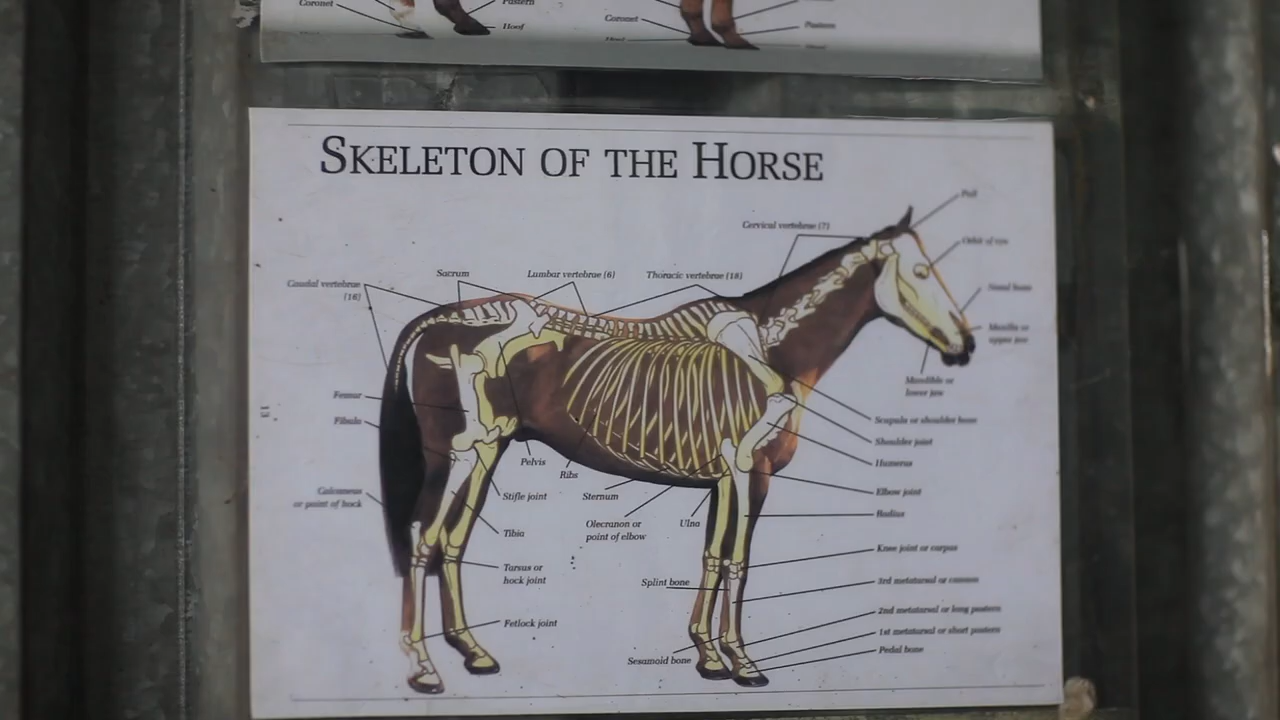 Coronet
Pastern
Hoof
Coronet
Pastern
SKELETON OF THE HORSE
Poll
Cervical vertebrae (7)
Orbit of eye
Sacrum
Lumbar vertebrae (6)
Thoracic vertebrae (18)
Caudal vertebrae
(16)
Nasal bone
Maxilla or
upper jaw
Mandible or
lower jaw
Femur
Fibula
Scapula or shoulder bone
Shoulder joint
Pelvis
Ribs
Humerus
Calcaneus
or point of hock
Stifle joint
Sternum
Elbow joint
Olecranon or
point of elbow
Ulna
Radius
Tibia
Knee joint or carpus
Tarsus or
hock joint
Splint bone
3rd metatarsal or cannon
2nd metatarsal or long pastern
Fetlock joint
1st metatarsal or short pastern
Sesamoid bone
Pedal bone